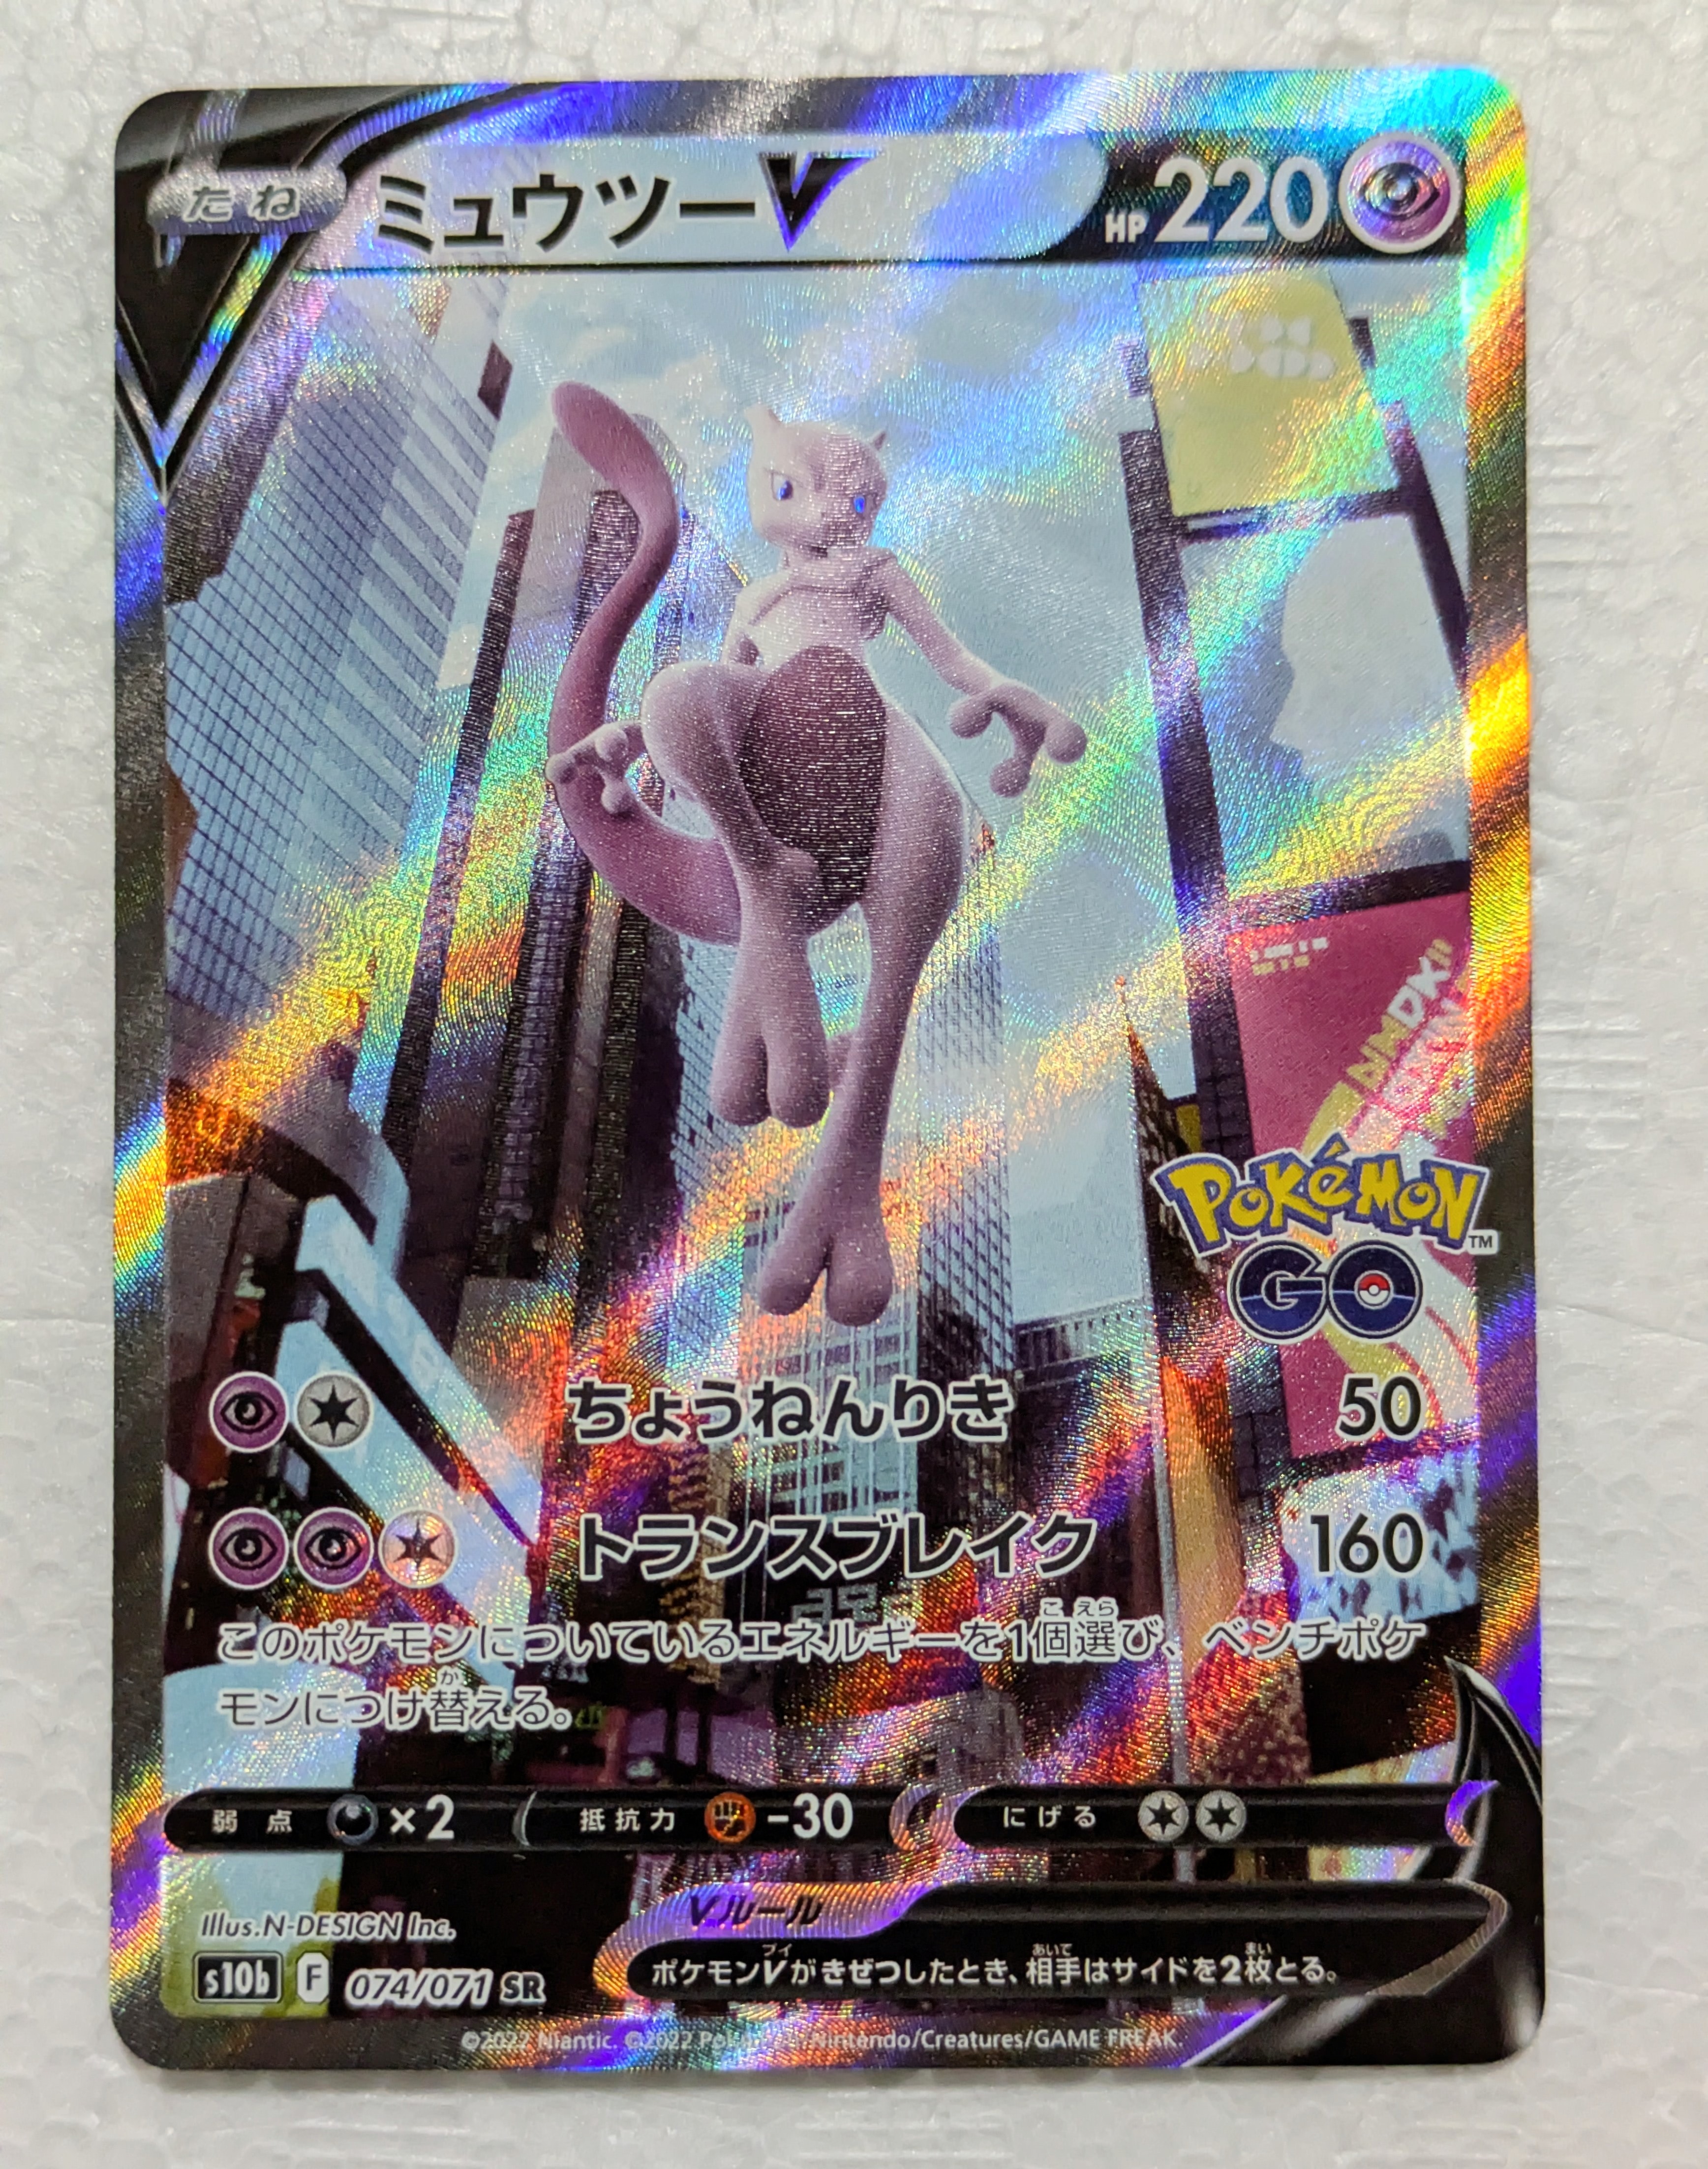 たね ミュウツーV HP 220
Pokémon™
GO
ちょうねんりき 50
トランスブレイク 160
このポケモンについているエネルギーを1個選び、ベンチポケ
モンにつけ替える。
弱点 ×2 抵抗力 -30 にげる
Vルール
ポケモンVがきぜつしたとき、相手はサイドを2枚とる。
Illus.N-DESIGN Inc.
s10b F 074/071 SR
©2022 Niantic. ©2022 Nintendo/Creatures/GAME FREAK.